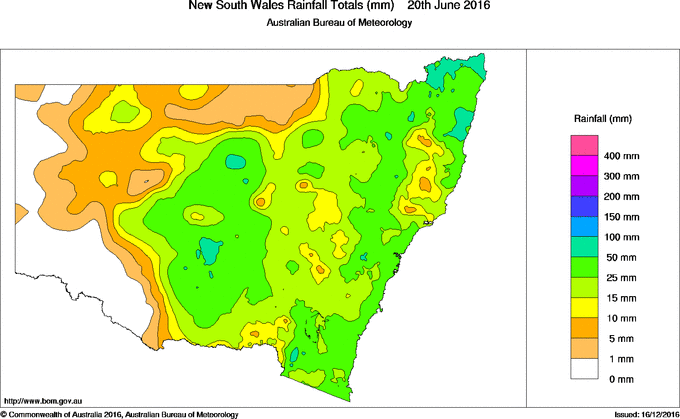 New South Wales Rainfall Totals (mm) 20th June 2016
Australian Bureau of Meteorology
Rainfall (mm)
400 mm
300 mm
200 mm
150 mm
100 mm
50 mm
25 mm
15 mm
10 mm
5 mm
1 mm
0 mm
http://www.bom.gov.au
© Commonwealth of Australia 2016, Australian Bureau of Meteorology Issued: 16/12/2016